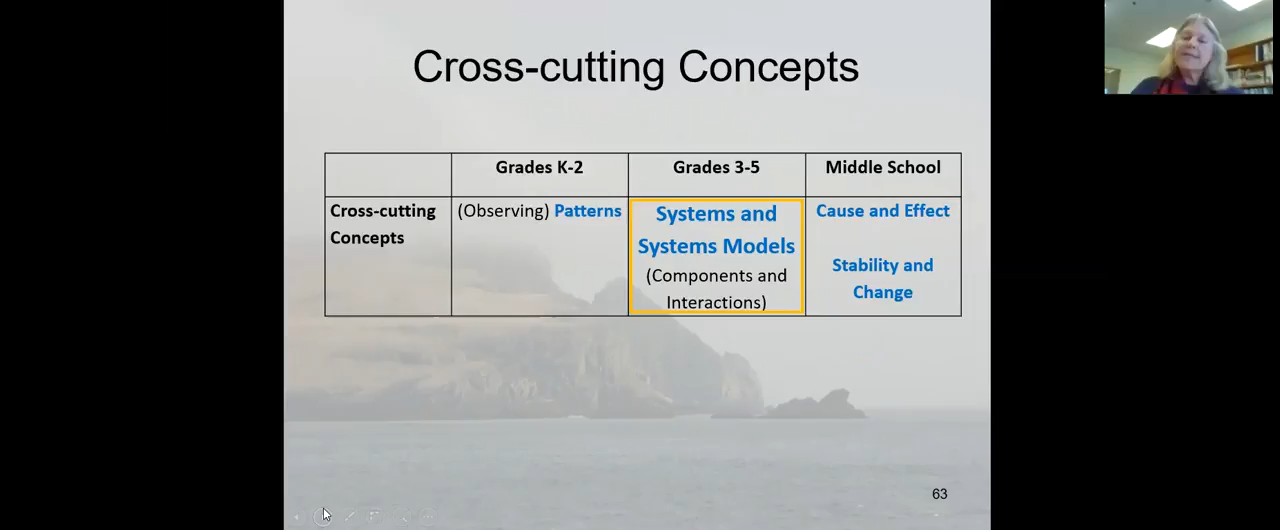 Cross-cutting Concepts
Grades K-2
Grades 3-5
Middle School
Cross-cutting
Concepts
(Observing) Patterns
Systems and
Systems Models
(Components and
Interactions)
Cause and Effect
Stability and
Change
63